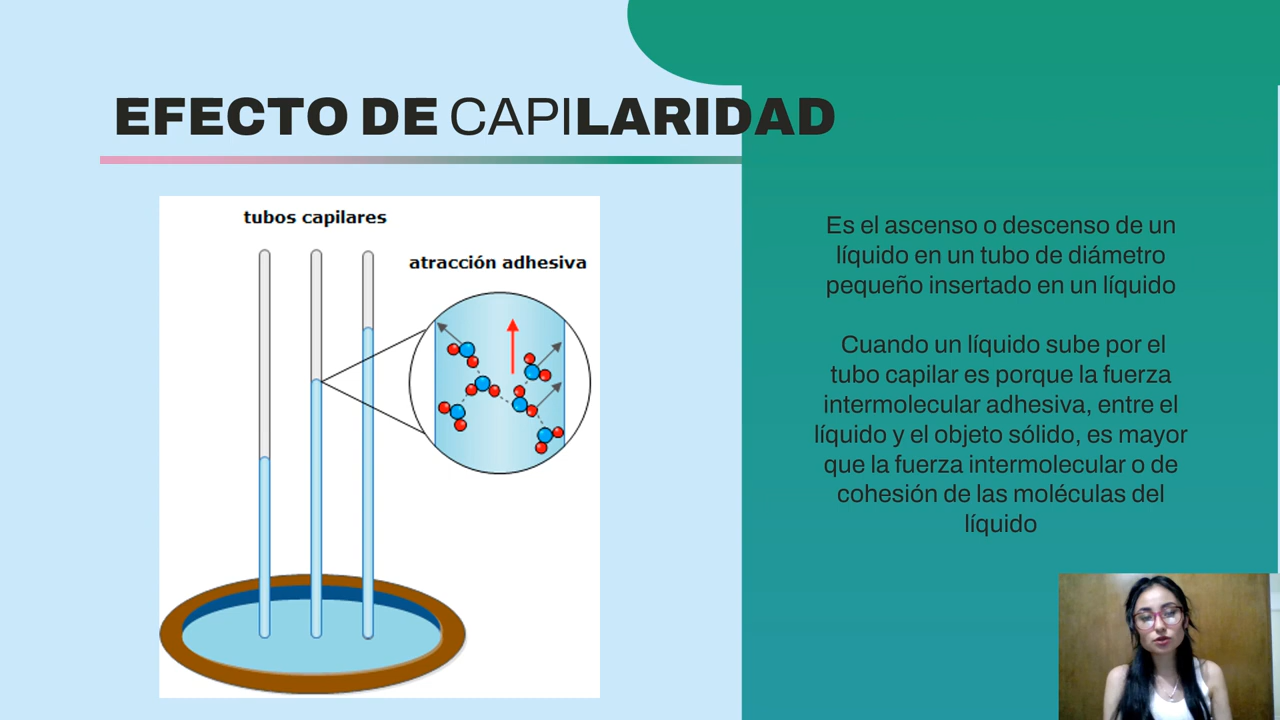 EFECTO DE CAPILARIDAD
tubos capilares
atracción adhesiva
Es el ascenso o descenso de un
líquido en un tubo de diámetro
pequeño insertado en un líquido
Cuando un líquido sube por el
tubo capilar es porque la fuerza
intermolecular adhesiva, entre el
líquido y el objeto sólido, es mayor
que la fuerza intermolecular o de
cohesión de las moléculas del
líquido